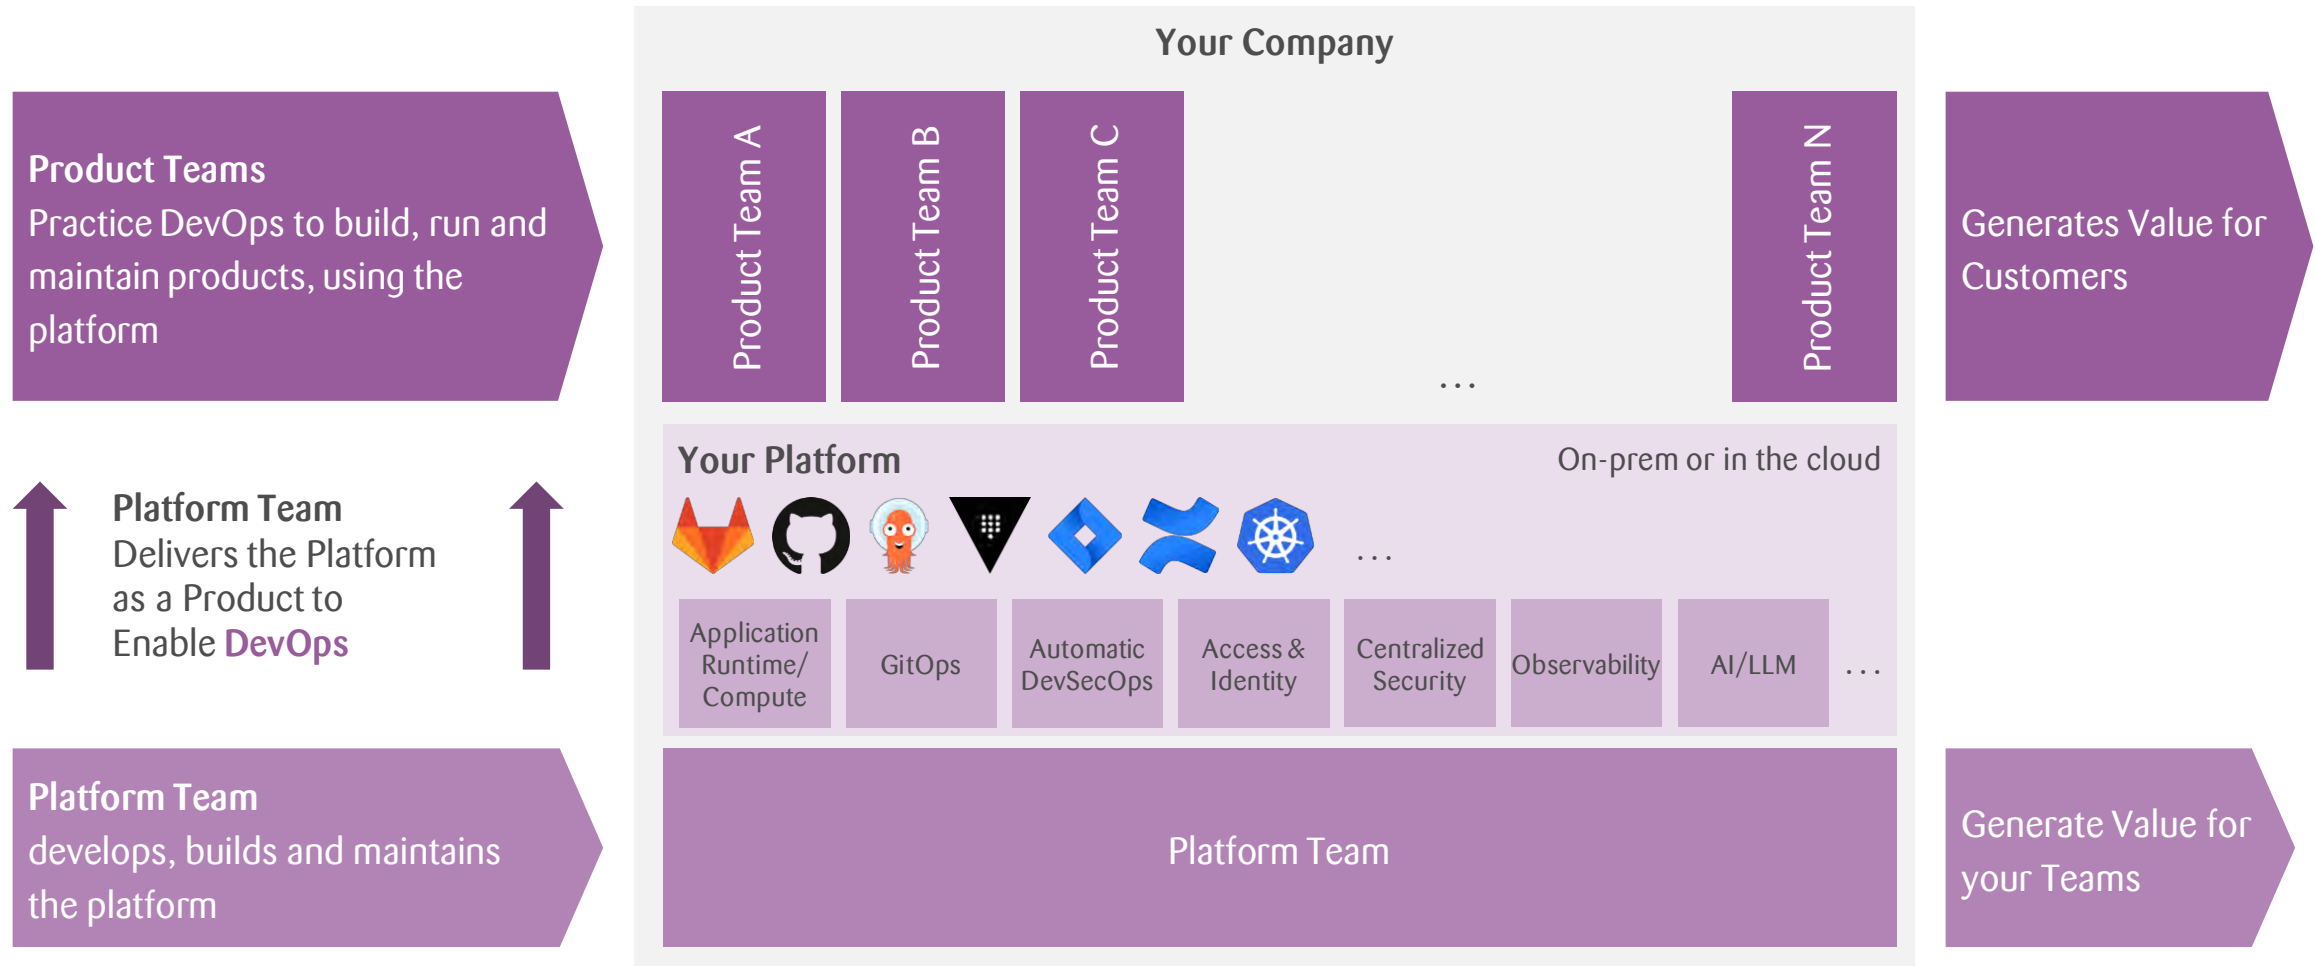 Your Company
Product Teams
Practice DevOps to build, run and
maintain products, using the
platform
Product Team A
Product Team B
Product Team C
...
Product Team N
Generates Value for
Customers
Platform Team
Delivers the Platform
as a Product to
Enable DevOps
Your Platform
On-prem or in the cloud
...
Application
Runtime/
Compute
GitOps
Automatic
DevSecOps
Access &
Identity
Centralized
Security
Observability
AI/LLM
...
Platform Team
develops, builds and maintains
the platform
Platform Team
Generate Value for
your Teams